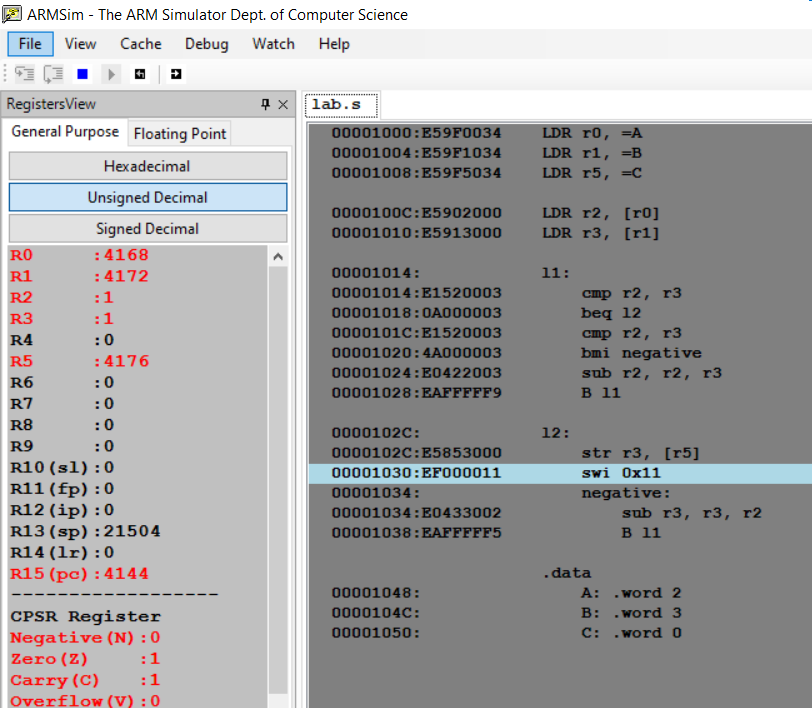 ARMSim - The ARM Simulator Dept. of Computer Science
File View Cache Debug Watch Help
RegistersView
General Purpose Floating Point
Hexadecimal
Unsigned Decimal
Signed Decimal
R0 :4168
R1 :4172
R2 :1
R3 :1
R4 :0
R5 :4176
R6 :0
R7 :0
R8 :0
R9 :0
R10(sl):0
R11(fp):0
R12(ip):0
R13(sp):21504
R14(lr):0
R15(pc):4144
------------------
CPSR Register
Negative(N):0
Zero(Z) :1
Carry(C) :1
Overflow(V):0
lab.s
00001000:E59F0034 LDR r0, =A
00001004:E59F1034 LDR r1, =B
00001008:E59F5034 LDR r5, =C
0000100C:E5902000 LDR r2, [r0]
00001010:E5913000 LDR r3, [r1]
00001014: l1:
00001014:E1520003 cmp r2, r3
00001018:0A000003 beq l2
0000101C:E1520003 cmp r2, r3
00001020:4A000003 bmi negative
00001024:E0422003 sub r2, r2, r3
00001028:EAFFFFF9 B l1
0000102C: l2:
0000102C:E5853000 str r3, [r5]
00001030:EF000011 swi 0x11
00001034: negative:
00001034:E0433002 sub r3, r3, r2
00001038:EAFFFFF5 B l1
.data
00001048: A: .word 2
0000104C: B: .word 3
00001050: C: .word 0